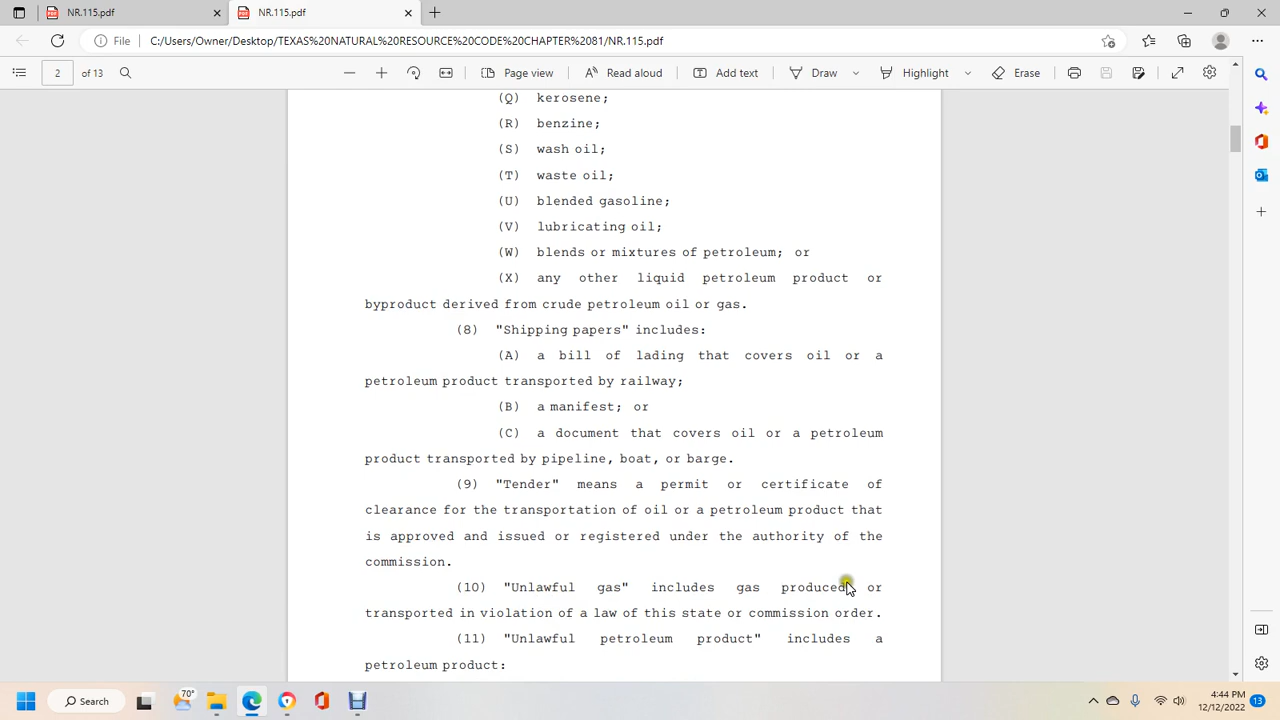 NR.115.pdf
NR.115.pdf
File C:/Users/Owner/Desktop/TEXAS%20NATURAL%20RESOURCE%20CODE%20CHAPTER%2081/NR.115.pdf
2 of 13 Page view Read aloud Add text Draw Highlight Erase
(Q) kerosene;
(R) benzine;
(S) wash oil;
(T) waste oil;
(U) blended gasoline;
(V) lubricating oil;
(W) blends or mixtures of petroleum; or
(X) any other liquid petroleum product or
byproduct derived from crude petroleum oil or gas.
(8) "Shipping papers" includes:
(A) a bill of lading that covers oil or a
petroleum product transported by railway;
(B) a manifest; or
(C) a document that covers oil or a petroleum
product transported by pipeline, boat, or barge.
(9) "Tender" means a permit or certificate of
clearance for the transportation of oil or a petroleum product that
is approved and issued or registered under the authority of the
commission.
(10) "Unlawful gas" includes gas produced or
transported in violation of a law of this state or commission order.
(11) "Unlawful petroleum product" includes a
petroleum product:
Search
70°
4:44 PM
12/12/2022
13